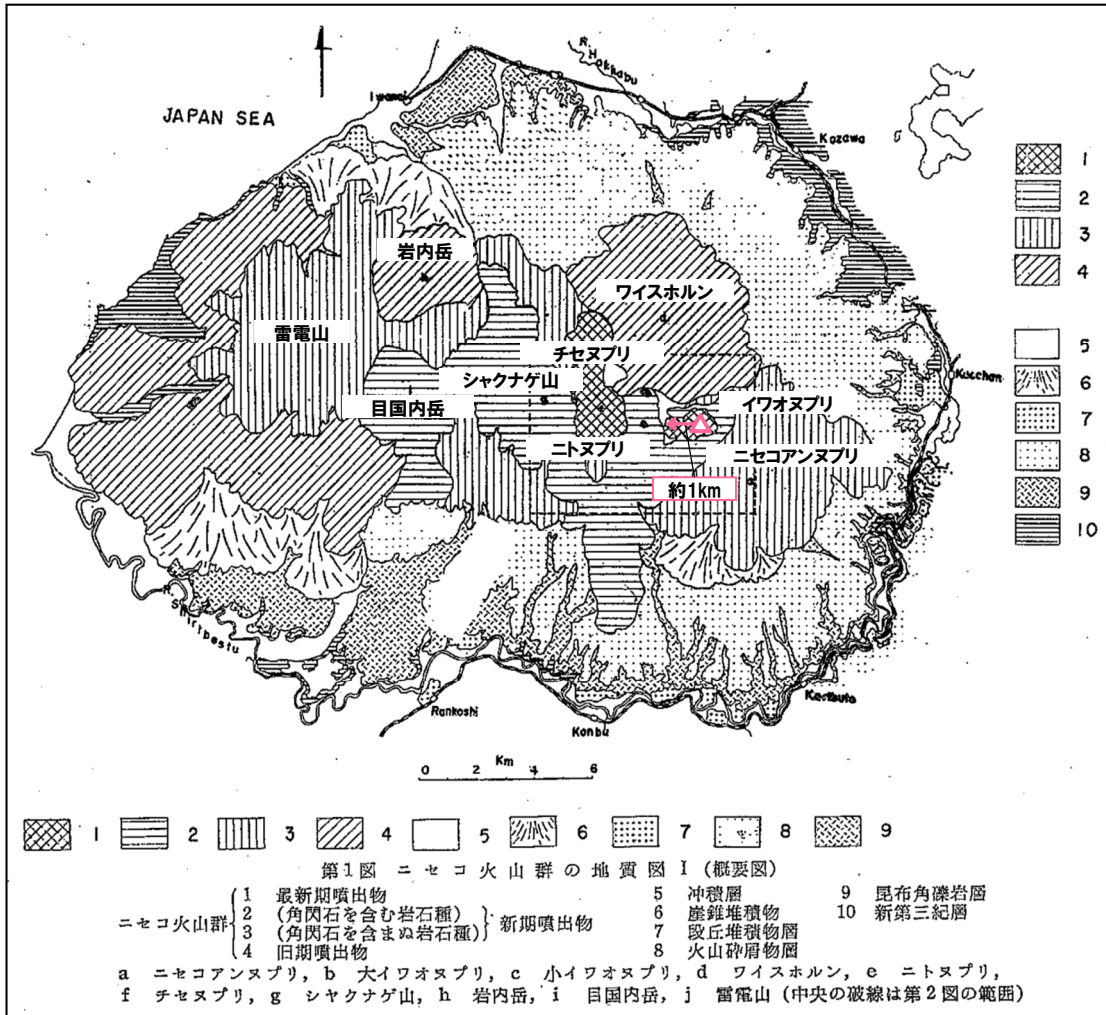 JAPAN SEA
Iwanai
R. Hokkabu
Kozawa
Kucchan
岩内岳
ワイスホルン
雷電山
チセヌプリ
シャクナゲ山
目国内岳
イワオヌプリ
ニトヌプリ
ニセコアンヌプリ
約1km
1
2
3
4
5
6
7
8
9
10
Rankoshi
Konbu
Km
0 2 4 6
1 2 3 4 5 6 7 8 9
第1図 ニセコ火山群の地質図 I (概要図)
ニセコ火山群
1 最新期噴出物
2 (角閃石を含む岩石種)
3 (角閃石を含まぬ岩石種)
新期噴出物
4 旧期噴出物
5 沖積層
6 崖錐堆積物
7 段丘堆積物層
8 火山砕屑物層
9 昆布角礫岩層
10 新第三紀層
a ニセコアンヌプリ, b 大イワオヌプリ, c 小イワオヌプリ, d ワイスホルン, e ニトヌプリ,
f チセヌプリ, g シャクナゲ山, h 岩内岳, i 目国内岳, j 雷電山 (中央の破線は第2図の範囲)